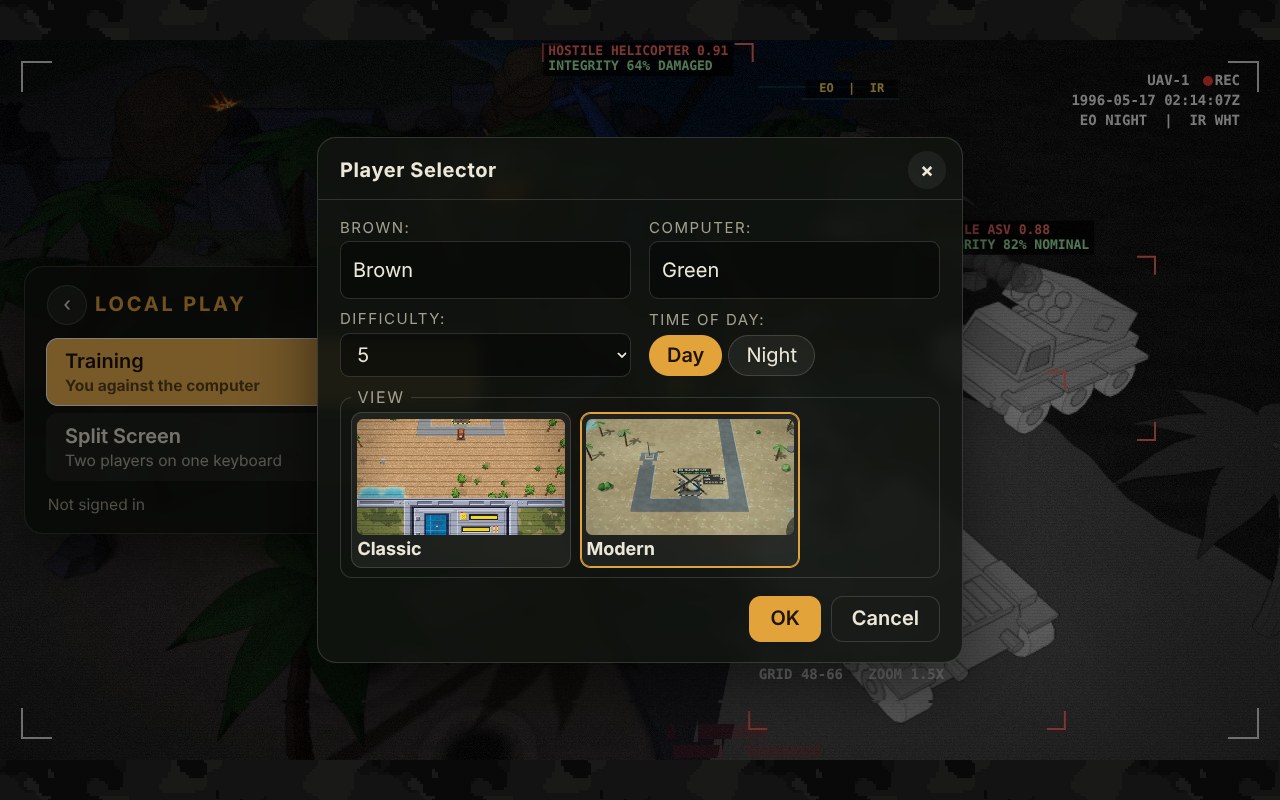 HOSTILE HELICOPTER 0.91
INTEGRITY 64% DAMAGED
EO | IR
UAV-1 REC
1996-05-17 02:14:07Z
EO NIGHT | IR WHT
Player Selector
×
BROWN:
COMPUTER:
Brown
Green
LE ASV 0.88
RITY 82% NOMINAL
‹ LOCAL PLAY
DIFFICULTY:
TIME OF DAY:
5
Day
Night
Training
You against the computer
VIEW
Split Screen
Two players on one keyboard
Not signed in
Classic
Modern
OK
Cancel
GRID 48-66 ZOOM 1.5X